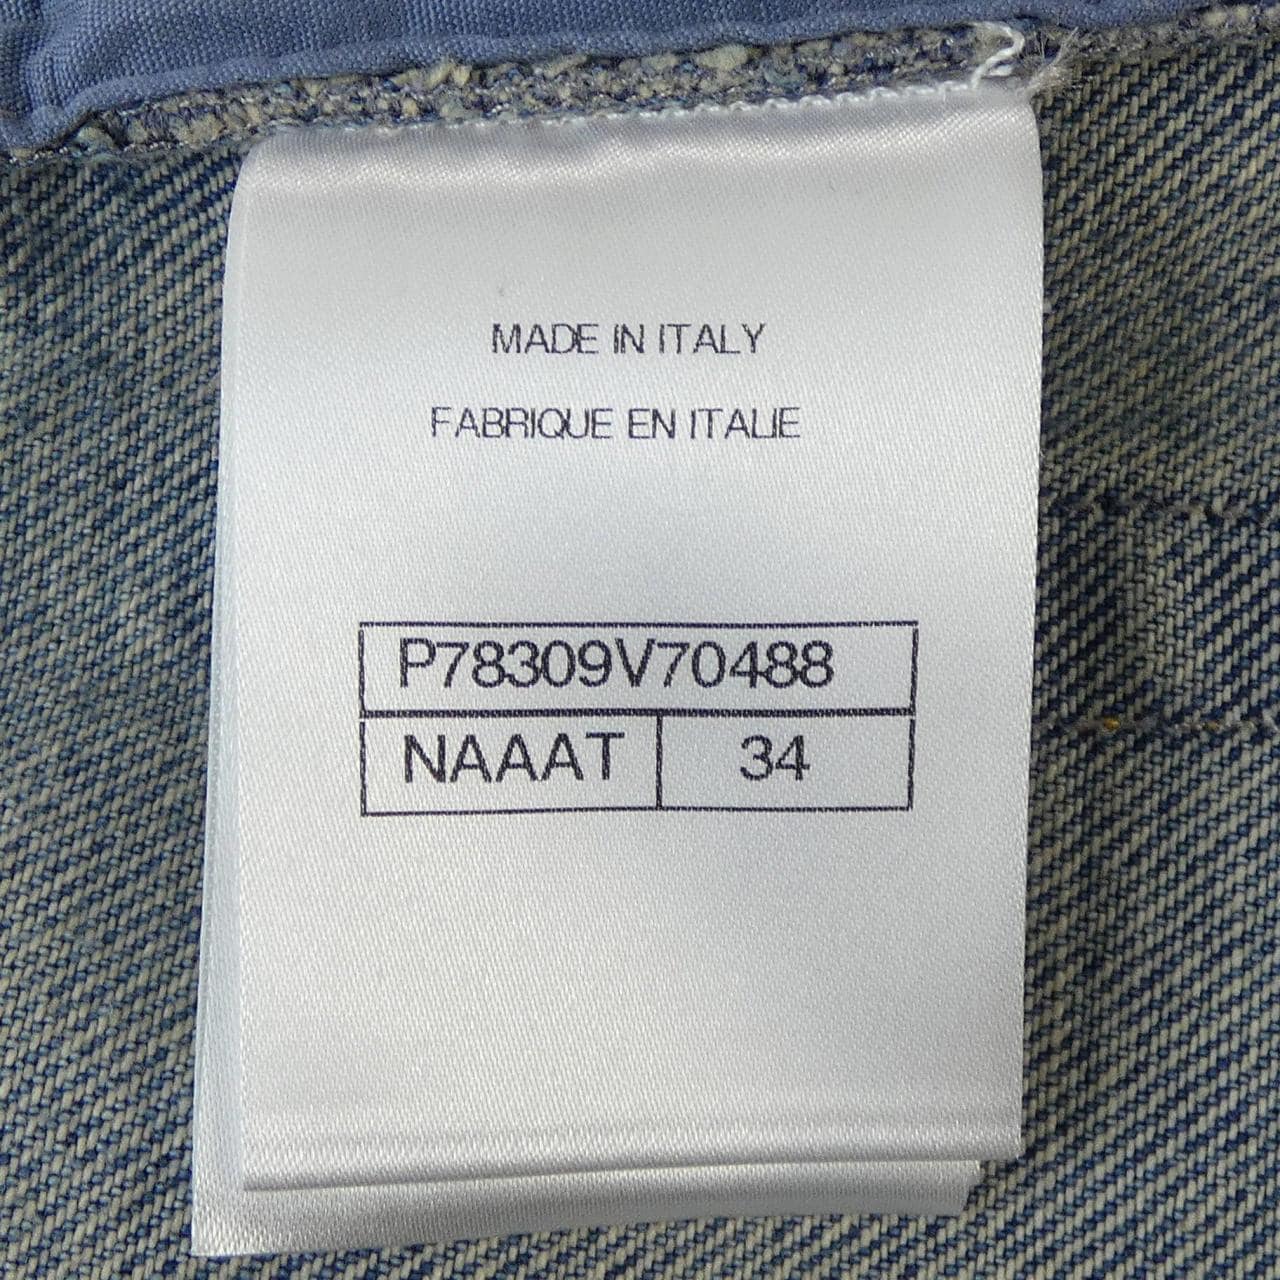 MADE IN ITALY
FABRIQUE EN ITALIE
P78309V70488
NAAAT 34